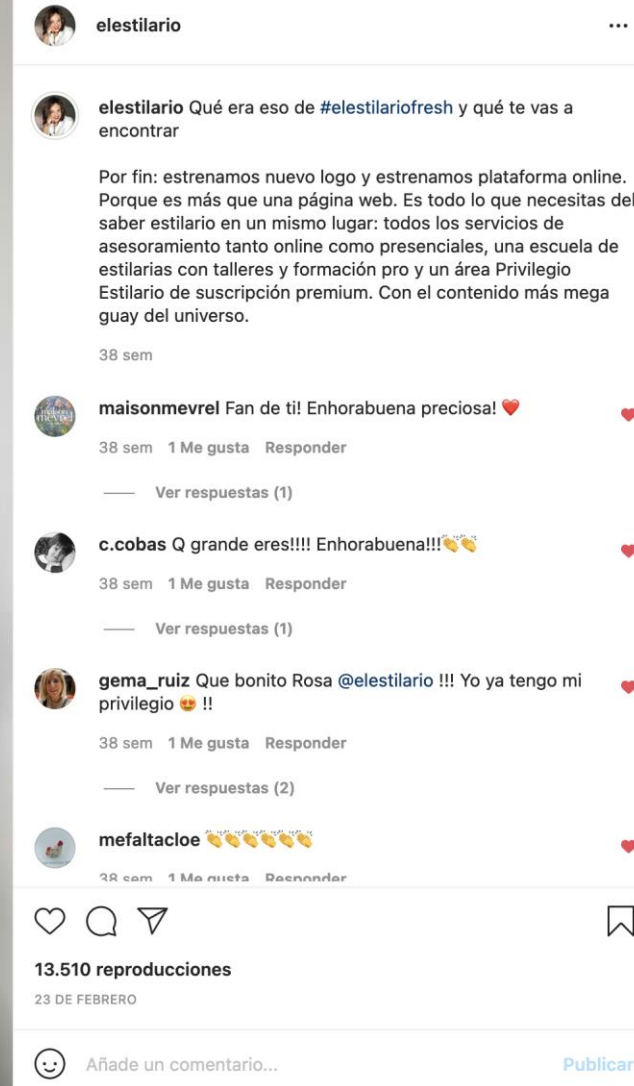 elestilario
elestilario Qué era eso de #elestilariofresh y qué te vas a
encontrar
Por fin: estrenamos nuevo logo y estrenamos plataforma online.
Porque es más que una página web. Es todo lo que necesitas del
saber estilario en un mismo lugar: todos los servicios de
asesoramiento tanto online como presenciales, una escuela de
estilarias con talleres y formación pro y un área Privilegio
Estilario de suscripción premium. Con el contenido más mega
guay del universo.
38 sem
maisonmevrel Fan de ti! Enhorabuena preciosa! ❤️
38 sem 1 Me gusta Responder
Ver respuestas (1)
c.cobas Q grande eres!!!! Enhorabuena!!!👏👏
38 sem 1 Me gusta Responder
Ver respuestas (1)
gema_ruiz Que bonito Rosa @elestilario !!! Yo ya tengo mi
privilegio 😍 !!
38 sem 1 Me gusta Responder
Ver respuestas (2)
mefaltacloe 👏👏👏👏👏👏
38 sem 1 Me gusta Responder
13.510 reproducciones
23 DE FEBRERO
Añade un comentario... Publicar